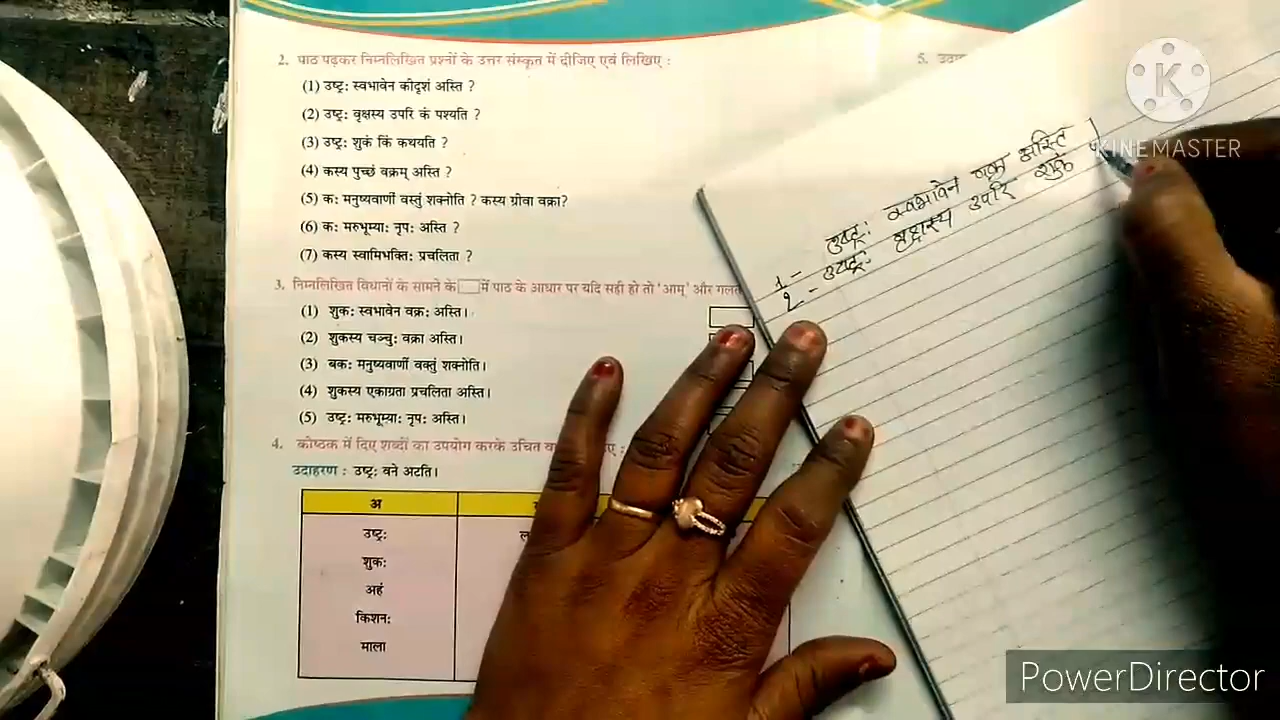 2. पाठ पढ़कर निम्नलिखित प्रश्नों के उत्तर संस्कृत में दीजिए एवं लिखिए :
(1) उष्ट्रः स्वभावेन कीदृशं अस्ति ?
(2) उष्ट्रः वृक्षस्य उपरि कं पश्यति ?
(3) उष्ट्रः शुकं किं कथयति ?
(4) कस्य पुच्छं वक्रम् अस्ति ?
(5) कः मनुष्यवाणीं वस्तुं शक्नोति ? कस्य ग्रीवा वक्रा?
(6) कः मरुभूम्याः नृपः अस्ति ?
(7) कस्य स्वामिभक्तिः प्रचलिता ?
3. निम्नलिखित विधानों के सामने के में पाठ के आधार पर यदि सही हो तो 'आम्' और गलत
(1) शुकः स्वभावेन वक्रः अस्ति।
(2) शुकस्य चञ्चुः वक्रा अस्ति।
(3) बकः मनुष्यवाणीं वक्तुं शक्नोति।
(4) शुकस्य एकाग्रता प्रचलिता अस्ति।
(5) उष्ट्रः मरुभूम्याः नृपः अस्ति।
4. कोष्ठक में दिए शब्दों का उपयोग करके उचित
उदाहरण : उष्ट्रः वने अटति।
अ
उष्ट्रः
शुकः
अहं
किशनः
माला
5.
1- उष्ट्रः स्वभावेन वक्र अस्ति
2- उष्ट्रः वृक्षस्य उपरि शुकं
K
KINEMASTER
PowerDirector